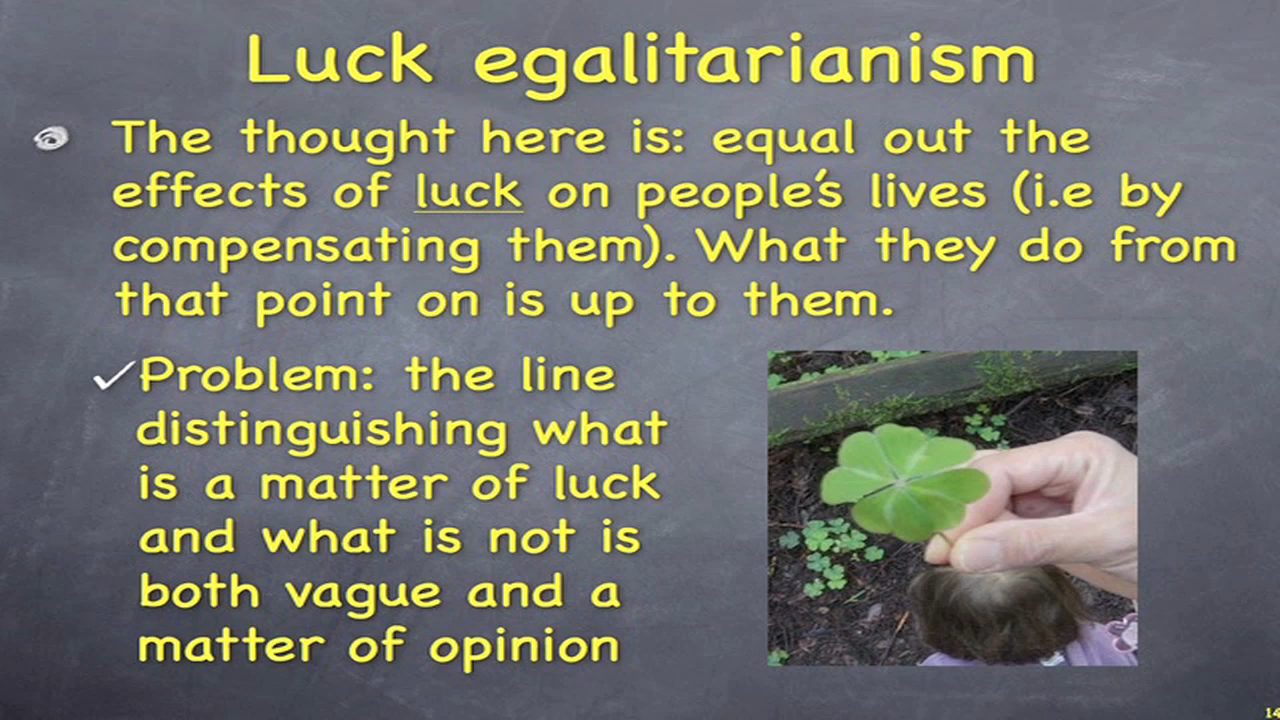 Luck egalitarianism
The thought here is: equal out the
effects of luck on people's lives (i.e by
compensating them). What they do from
that point on is up to them.
Problem: the line
distinguishing what
is a matter of luck
and what is not is
both vague and a
matter of opinion
14